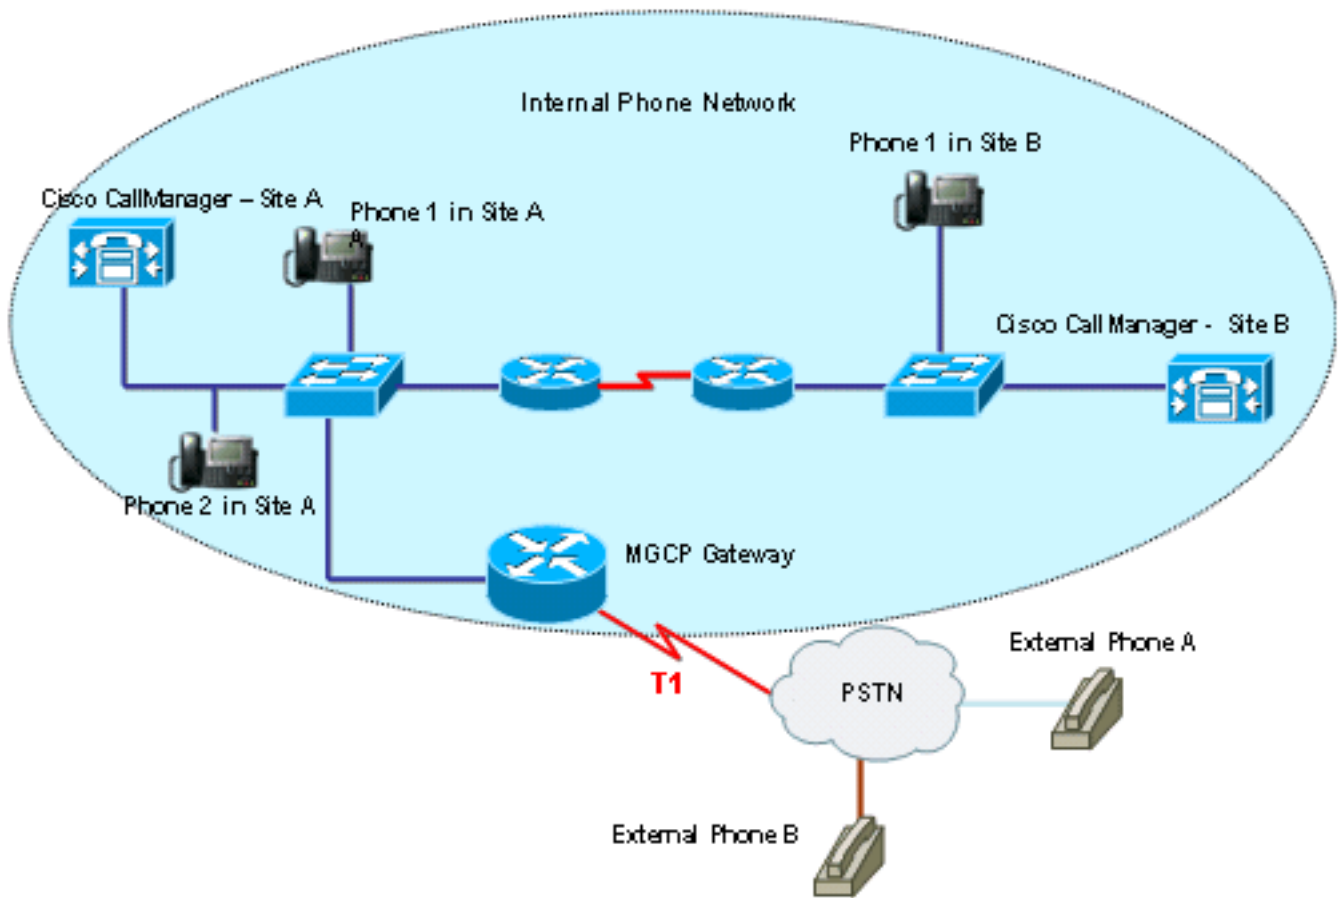 Internal Phone Network
Phone 1 in Site B
Cisco CallManager – Site A
Phone 1 in Site A
A
Cisco Call Manager - Site B
Phone 2 in Site A
MGCP Gateway
T1
External Phone A
PSTN
External Phone B